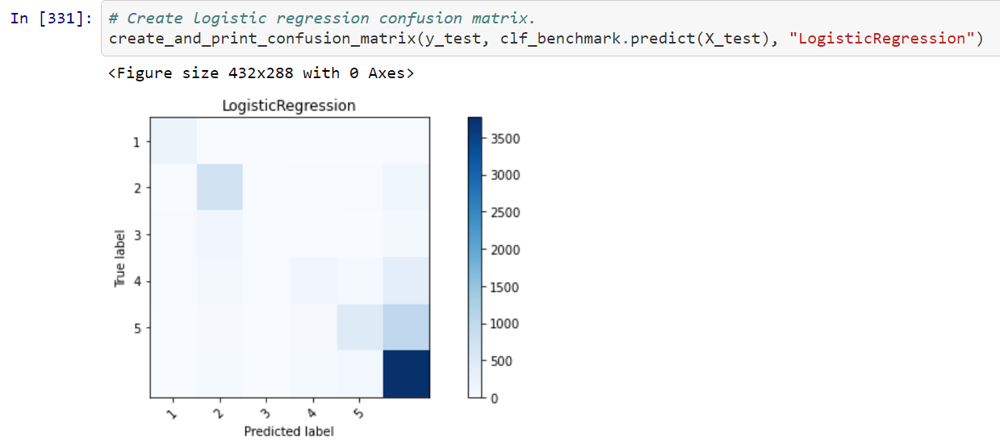 In [331]: # Create logistic regression confusion matrix.
create_and_print_confusion_matrix(y_test, clf_benchmark.predict(X_test), "LogisticRegression")
<Figure size 432x288 with 0 Axes>
LogisticRegression
1
2
3
4
5
True label
1 2 3 4 5
Predicted label
3500
3000
2500
2000
1500
1000
500
0